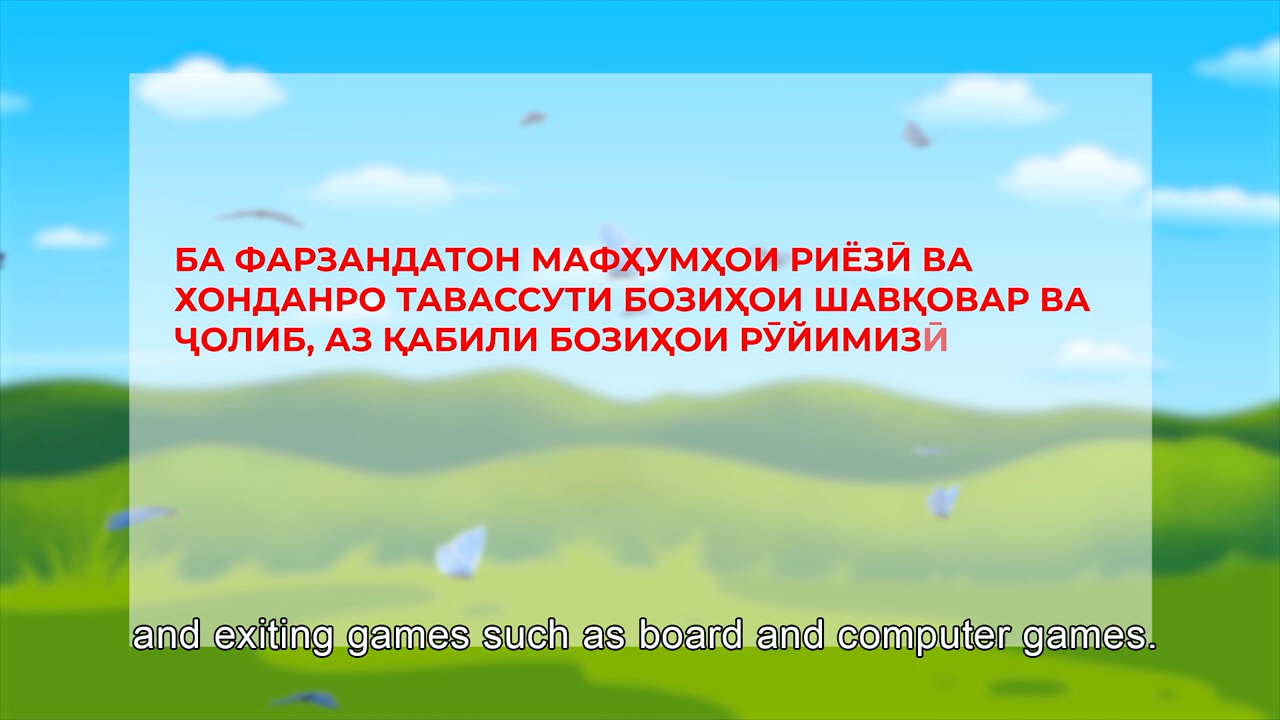 БА ФАРЗАНДАТОН МАФҲУМҲОИ РИЁЗӢ ВА
ХОНДАНРО ТАВАССУТИ БОЗИҲОИ ШАВҚОВАР ВА
ҶОЛИБ, АЗ ҚАБИЛИ БОЗИҲОИ РӮЙИМИЗӢ
and exiting games such as board and computer games.